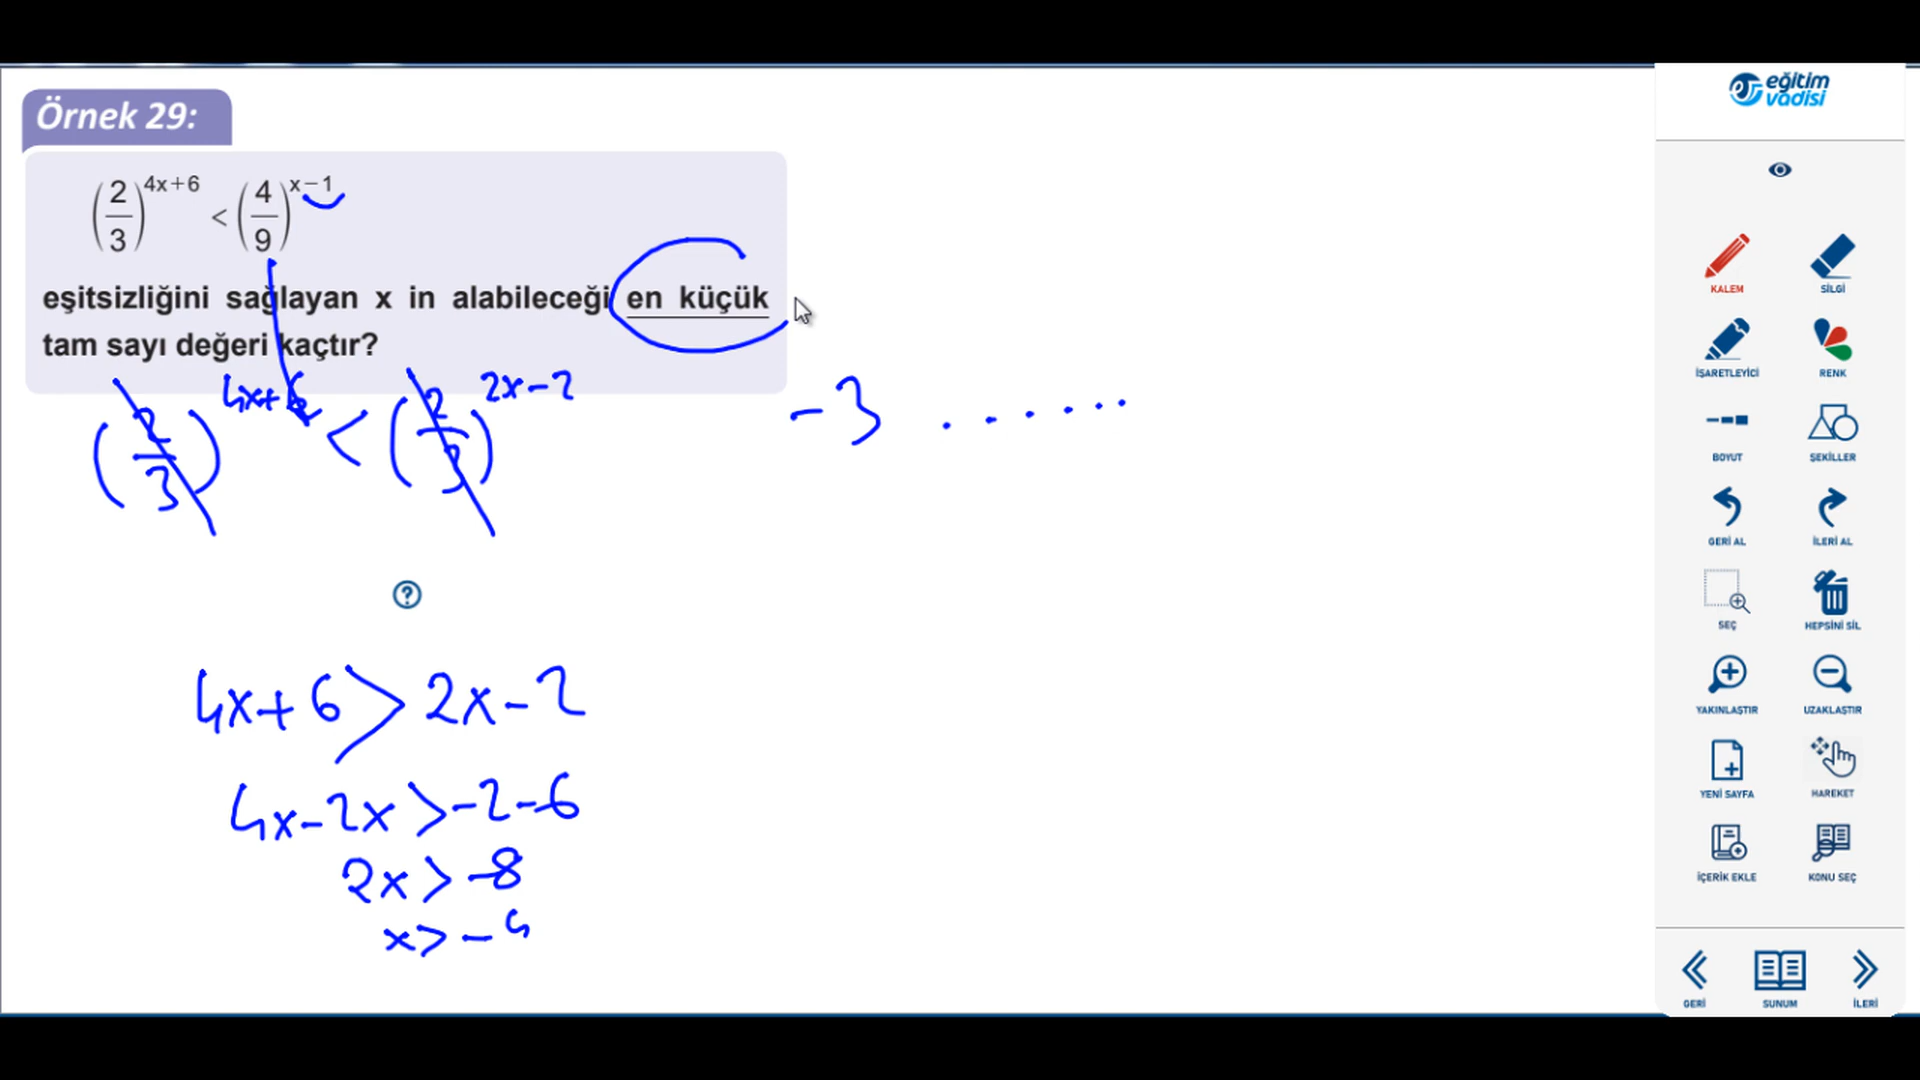 eğitim
vadisi
Örnek 29:
(2/3)^(4x+6) < (4/9)^(x−1)
eşitsizliğini sağlayan x in alabileceği en küçük
tam sayı değeri kaçtır?
(2/3)^(4x+6) < (2/3)^(2x−2)
−3 . . . . . .
4x+6 > 2x−2
4x−2x > −2−6
2x > −8
x > −4
KALEM
SİLGİ
İŞARETLEYİCİ
RENK
BOYUT
ŞEKİLLER
GERİ AL
İLERİ AL
SEÇ
HEPSİNİ SİL
YAKINLAŞTIR
UZAKLAŞTIR
YENİ SAYFA
HAREKET
İÇERİK EKLE
KONU SEÇ
GERİ
SUNUM
İLERİ